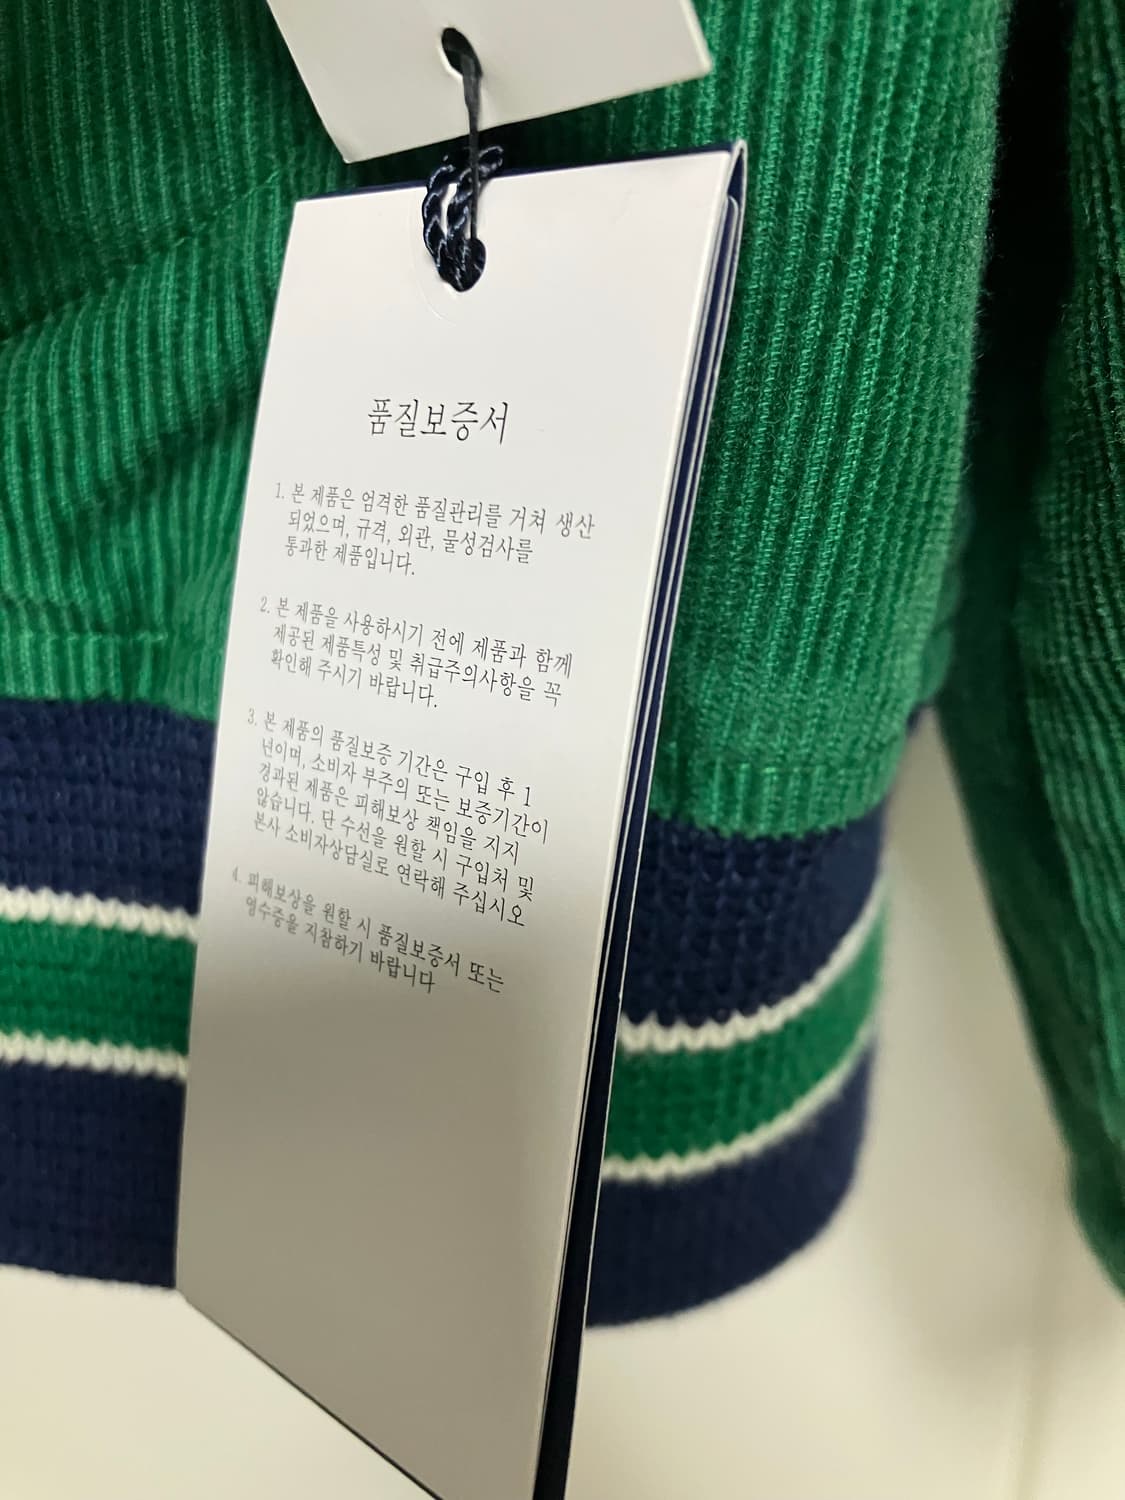 품질보증서
1. 본 제품은 엄격한 품질관리를 거쳐 생산
되었으며, 규격, 외관, 물성검사를
통과한 제품입니다.
2. 본 제품을 사용하시기 전에 제품과 함께
제공된 제품특성 및 취급주의사항을 꼭
확인해 주시기 바랍니다.
3. 본 제품의 품질보증 기간은 구입 후 1
년이며, 소비자 부주의 또는 보증기간이
경과된 제품은 피해보상 책임을 지지
않습니다. 단 수선을 원할 시 구입처 및
본사 소비자상담실로 연락해 주십시오
4. 피해보상을 원할 시 품질보증서 또는
영수증을 지참하기 바랍니다